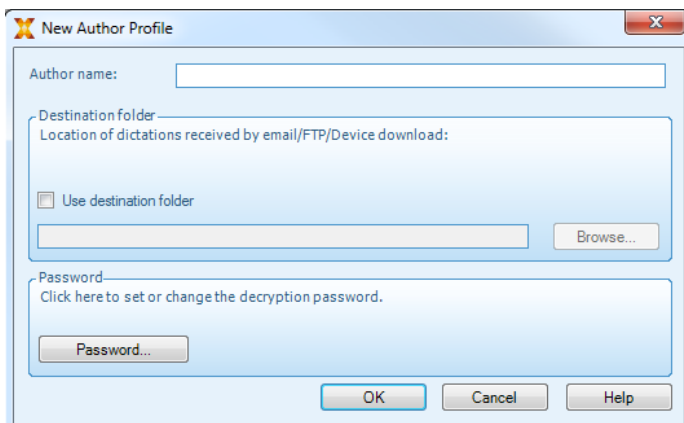 New Author Profile
Author name:
Destination folder
Location of dictations received by email/FTP/Device download:
Use destination folder
Browse...
Password
Click here to set or change the decryption password.
Password...
OK Cancel Help